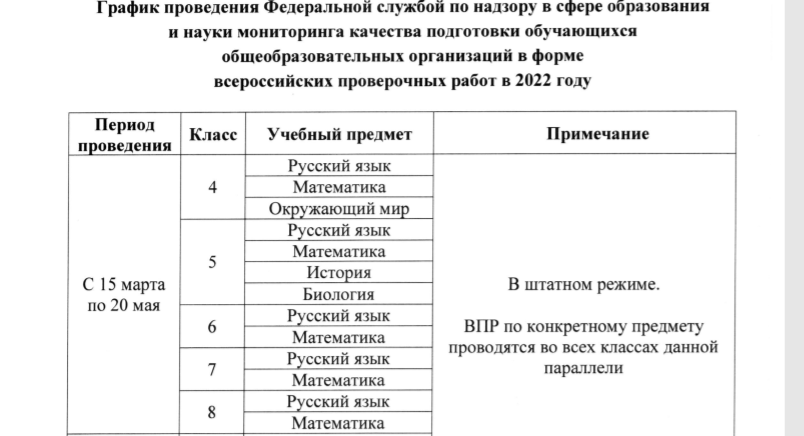 График проведения Федеральной службой по надзору в сфере образования
и науки мониторинга качества подготовки обучающихся
общеобразовательных организаций в форме
всероссийских проверочных работ в 2022 году
Период
проведения
Класс
Учебный предмет
Примечание
С 15 марта
по 20 мая
4
Русский язык
Математика
Окружающий мир
5
Русский язык
Математика
История
Биология
6
Русский язык
Математика
7
Русский язык
Математика
8
Русский язык
Математика
В штатном режиме.
ВПР по конкретному предмету
проводятся во всех классах данной
параллели